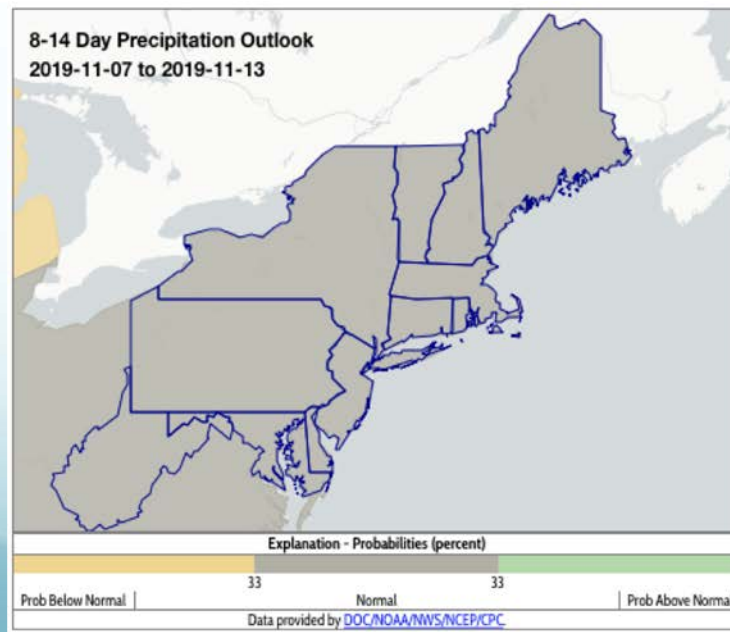 8-14 Day Precipitation Outlook
2019-11-07 to 2019-11-13
Explanation - Probabilities (percent)
33 33
Prob Below Normal Normal Prob Above Norma
Data provided by DOC/NOAA/NWS/NCEP/CPC